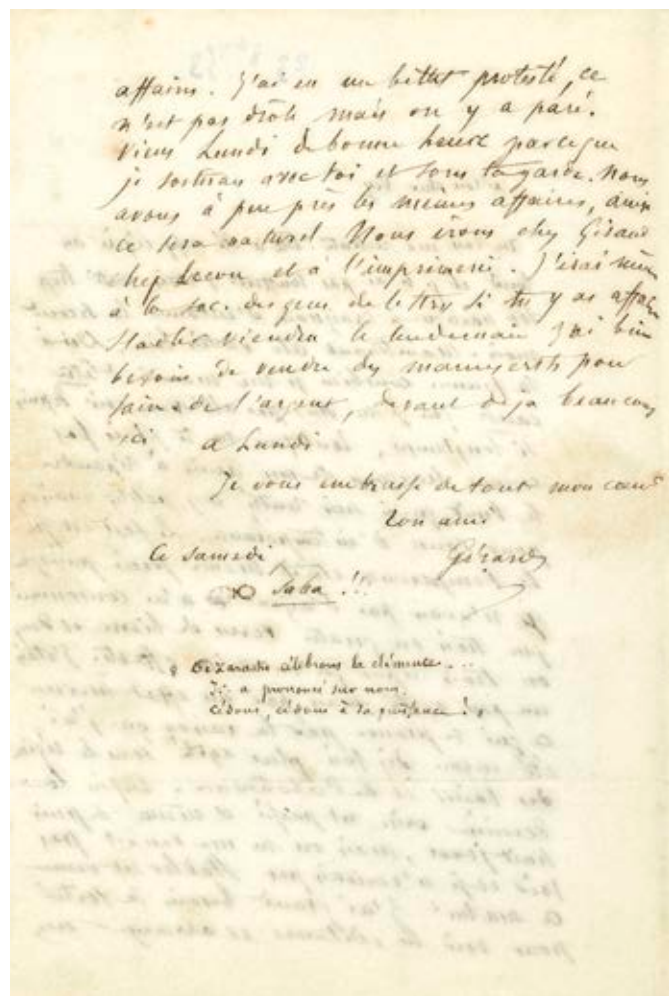 affaires. J'ai eu un billet protesté, ce
n'est pas drôle mais on y a paré.
Viens Lundi de bonne heure parceque
je sortirai avec toi et sous ta garde. Nous
avons à peu près les mêmes affaires, ainsi
ce sera naturel Nous irons chez Giraud
chez Lecou et à l'imprimerie. J'irai même
à la soc. des gens de lettres si tu y as affaire
Stadler viendra le lendemain J'ai bien
besoin de vendre des manuscrits pour
faire de l'argent, devant déjà beaucoup
ici a Lundi
Je vous embrasse de tout mon cœur
Ton ami
Ce samedi Gérard
Saba !!!
De Zarastro célébrons la clémence...
Il a prononcé sur nous.
Cédons, cédons à sa puissance !